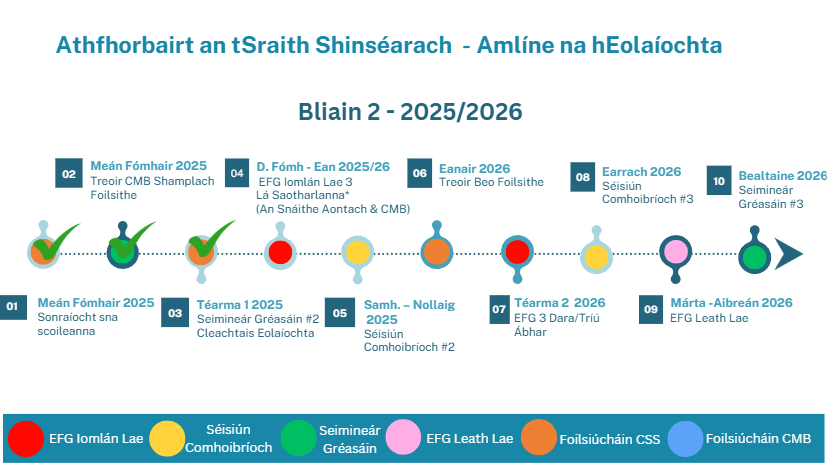 Athfhorbairt an tSraith Shinséarach - Amlíne na hEolaíochta
Bliain 2 - 2025/2026
02
Meán Fómhair 2025
Treoir CMB Shamplach
Foilsithe
04
D. Fómh - Ean 2025/26
EFG Iomlán Lae 3
Lá Saotharlanna*
(An Snáithe Aontach & CMB)
06
Eanair 2026
Treoir Beo Foilsithe
08
Earrach 2026
Séisiún
Comhoibríoch #3
10
Bealtaine 2026
Seimineár
Gréasáin #3
01
Meán Fómhair 2025
Sonraíocht sna
scoileanna
03
Téarma 1 2025
Seimineár Gréasáin #2
Cleachtais Eolaíochta
05
Samh. – Nollaig
2025
Séisiún
Comhoibríoch #2
07
Téarma 2 2026
EFG 3 Dara/Tríú
Ábhar
09
Márta -Aibreán 2026
EFG Leath Lae
EFG Iomlán Lae
Séisiún
Comhoibríoch
Seimineár
Gréasáin
EFG Leath Lae
Foilsiúcháin CSS
Foilsiúcháin CMB